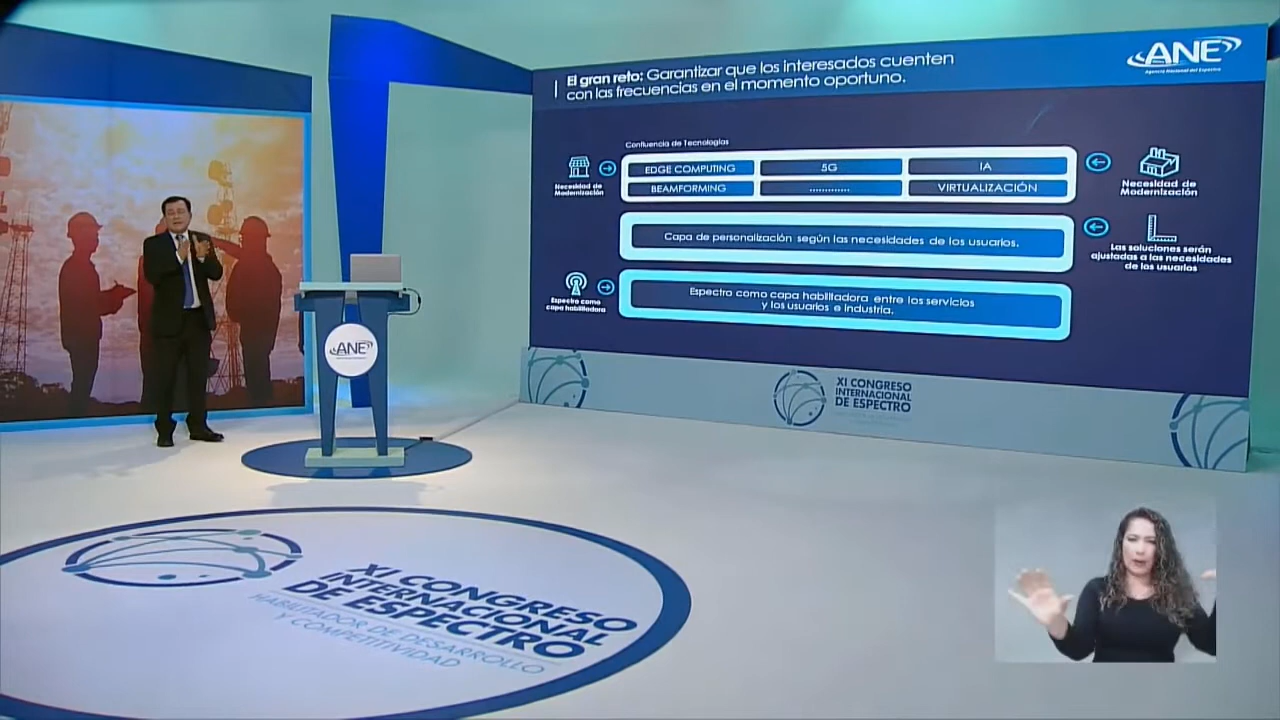 El gran reto: Garantizar que los interesados cuenten
con las frecuencias en el momento oportuno.
ANE
Agencia Nacional del Espectro
Confluencia de Tecnologías
Necesidad de
Modernización
EDGE COMPUTING
5G
IA
BEAMFORMING
.............
VIRTUALIZACIÓN
Necesidad de
Modernización
Capa de personalización según las necesidades de los usuarios.
Las soluciones serán
ajustadas a las necesidades
de los usuarios
Espectro como
capa habilitadora
Espectro como capa habilitadora entre los servicios
y los usuarios e industria.
ANE
XI CONGRESO
INTERNACIONAL
DE ESPECTRO
XI CONGRESO
INTERNACIONAL
DE ESPECTRO
HABILITADOR DE DESARROLLO
Y COMPETITIVIDAD